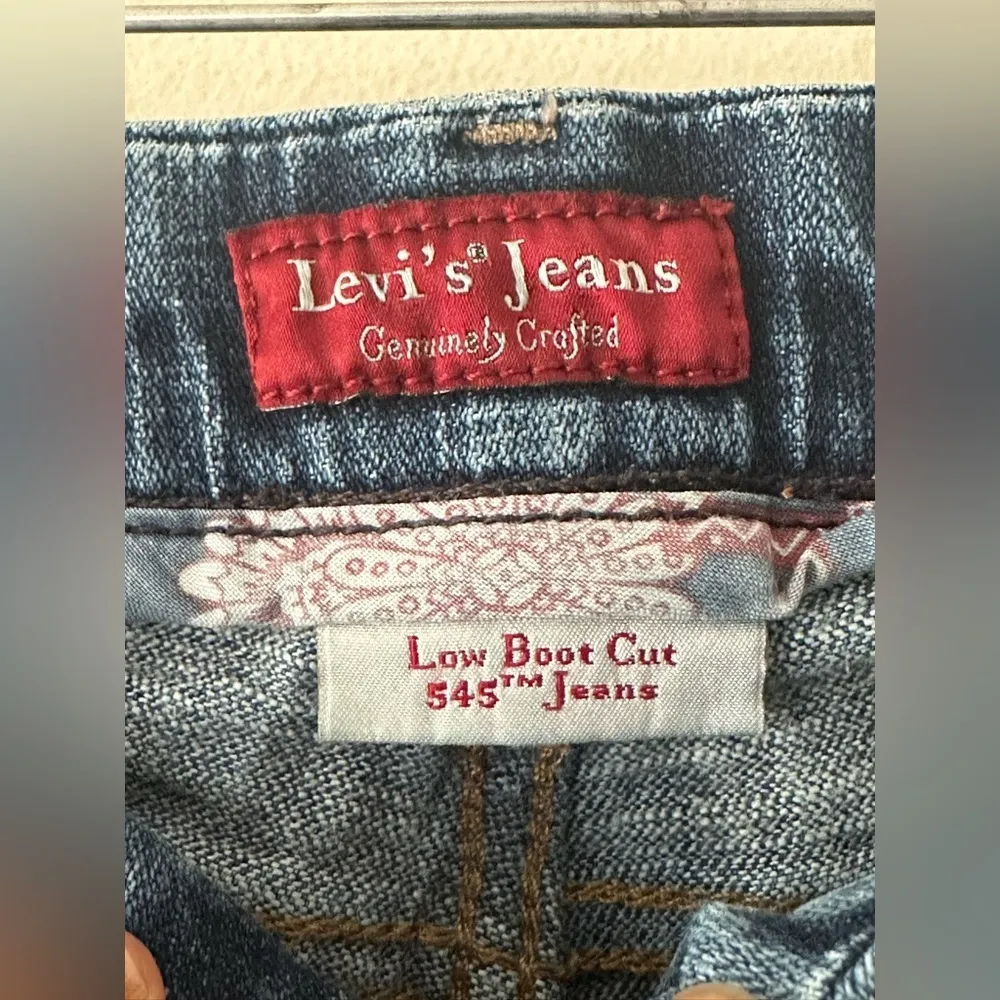 Levi's® Jeans
Genuinely Crafted
Low Boot Cut
545™ Jeans